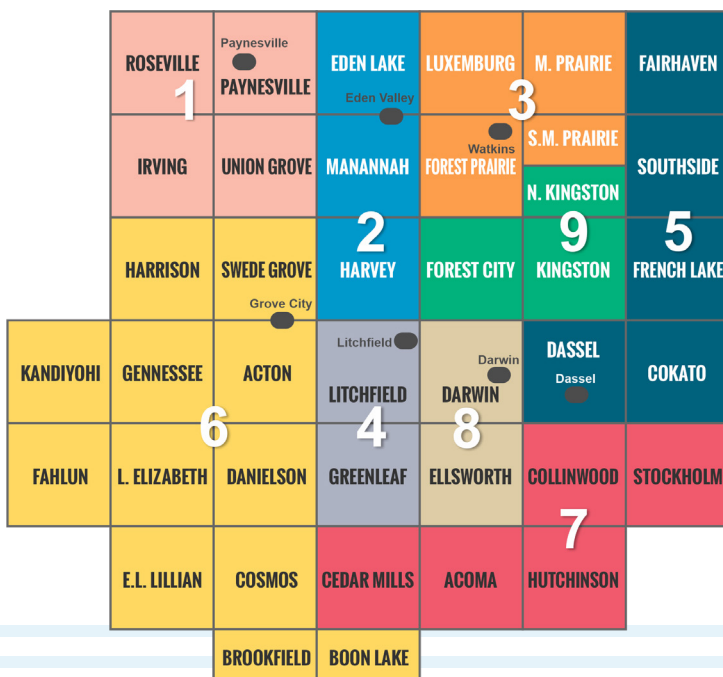 ROSEVILLE
Paynesville
PAYNESVILLE
EDEN LAKE
LUXEMBURG
M. PRAIRIE
FAIRHAVEN
1
3
Eden Valley
IRVING
UNION GROVE
MANANNAH
Watkins
FOREST PRAIRIE
S.M. PRAIRIE
N. KINGSTON
SOUTHSIDE
2
9
5
HARRISON
SWEDE GROVE
HARVEY
FOREST CITY
KINGSTON
FRENCH LAKE
Grove City
KANDIYOHI
GENNESSEE
ACTON
Litchfield
LITCHFIELD
Darwin
DARWIN
DASSEL
Dassel
COKATO
6
4
8
FAHLUN
L. ELIZABETH
DANIELSON
GREENLEAF
ELLSWORTH
COLLINWOOD
STOCKHOLM
7
E.L. LILLIAN
COSMOS
CEDAR MILLS
ACOMA
HUTCHINSON
BROOKFIELD
BOON LAKE